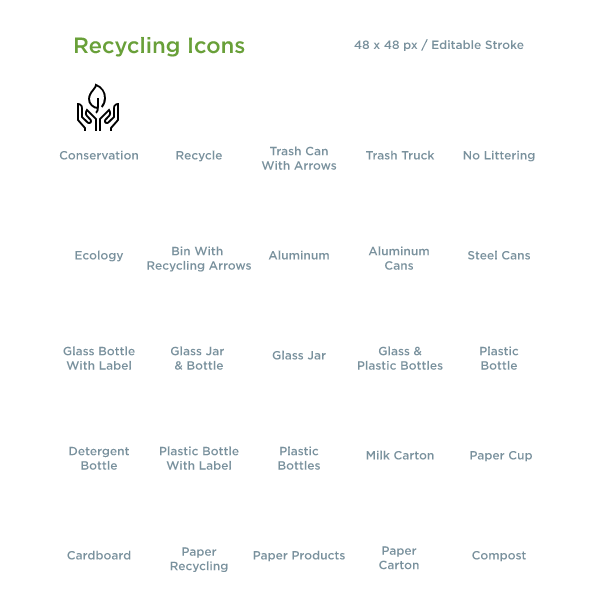 Recycling Icons
48 x 48 px / Editable Stroke
Conservation
Recycle
Trash Can
With Arrows
Trash Truck
No Littering
Ecology
Bin With
Recycling Arrows
Aluminum
Aluminum
Cans
Steel Cans
Glass Bottle
With Label
Glass Jar
& Bottle
Glass Jar
Glass &
Plastic Bottles
Plastic
Bottle
Detergent
Bottle
Plastic Bottle
With Label
Plastic
Bottles
Milk Carton
Paper Cup
Cardboard
Paper
Recycling
Paper Products
Paper
Carton
Compost